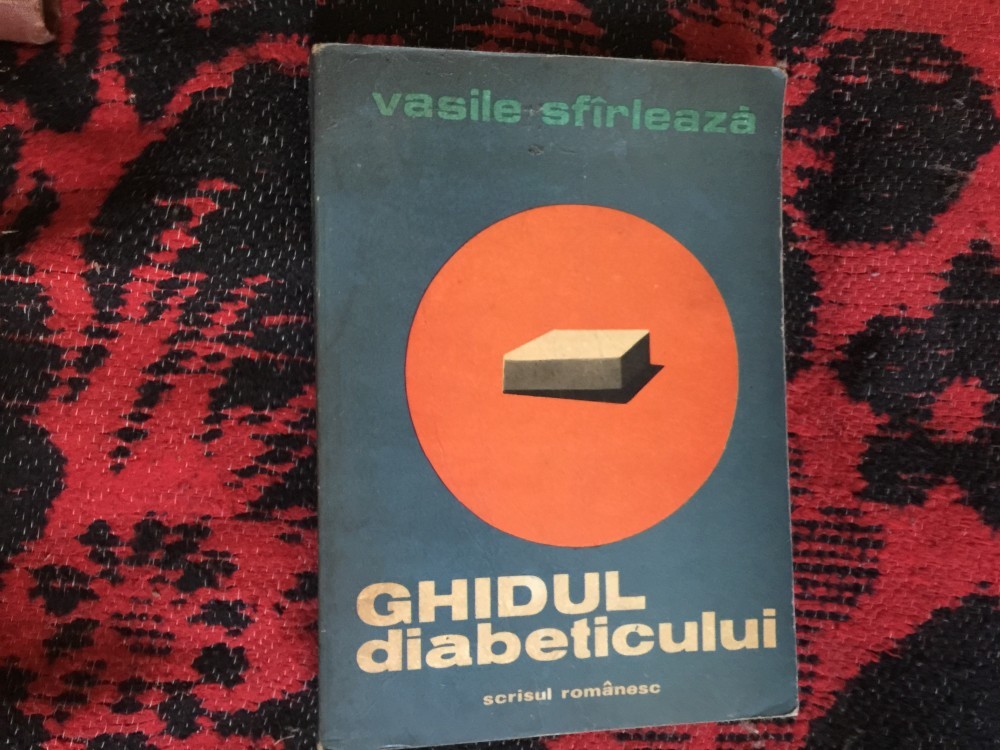 vasile sfîrlează
GHIDUL
diabeticului
scrisul românesc